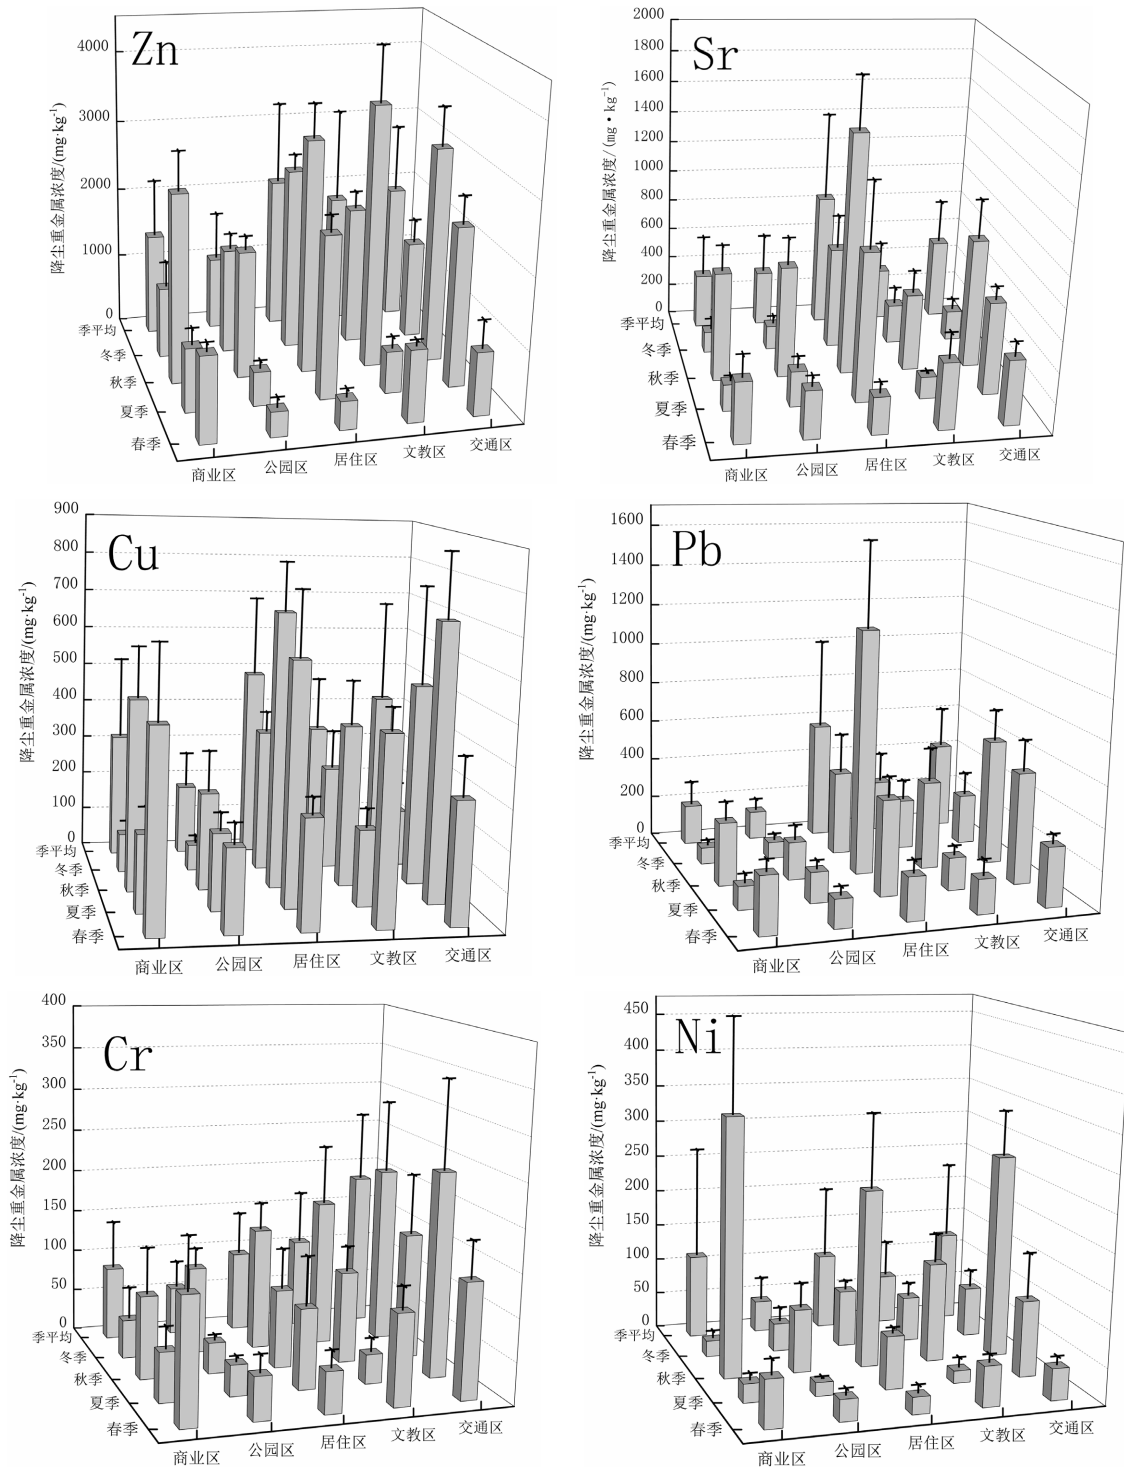 Zn
降尘重金属浓度/(mg·kg⁻¹)
4000
3000
2000
1000
0
季平均
冬季
秋季
夏季
春季
商业区
公园区
居住区
文教区
交通区
Sr
降尘重金属浓度/(mg·kg⁻¹)
2000
1800
1600
1400
1200
1000
800
600
400
200
0
季平均
冬季
秋季
夏季
春季
商业区
公园区
居住区
文教区
交通区
Cu
降尘重金属浓度/(mg·kg⁻¹)
900
800
700
600
500
400
300
200
100
0
季平均
冬季
秋季
夏季
春季
商业区
公园区
居住区
文教区
交通区
Pb
降尘重金属浓度/(mg·kg⁻¹)
1600
1400
1200
1000
800
600
400
200
0
季平均
冬季
秋季
夏季
春季
商业区
公园区
居住区
文教区
交通区
Cr
降尘重金属浓度/(mg·kg⁻¹)
400
350
300
250
200
150
100
50
0
季平均
冬季
秋季
夏季
春季
商业区
公园区
居住区
文教区
交通区
Ni
降尘重金属浓度/(mg·kg⁻¹)
450
400
350
300
250
200
150
100
50
0
季平均
冬季
秋季
夏季
春季
商业区
公园区
居住区
文教区
交通区